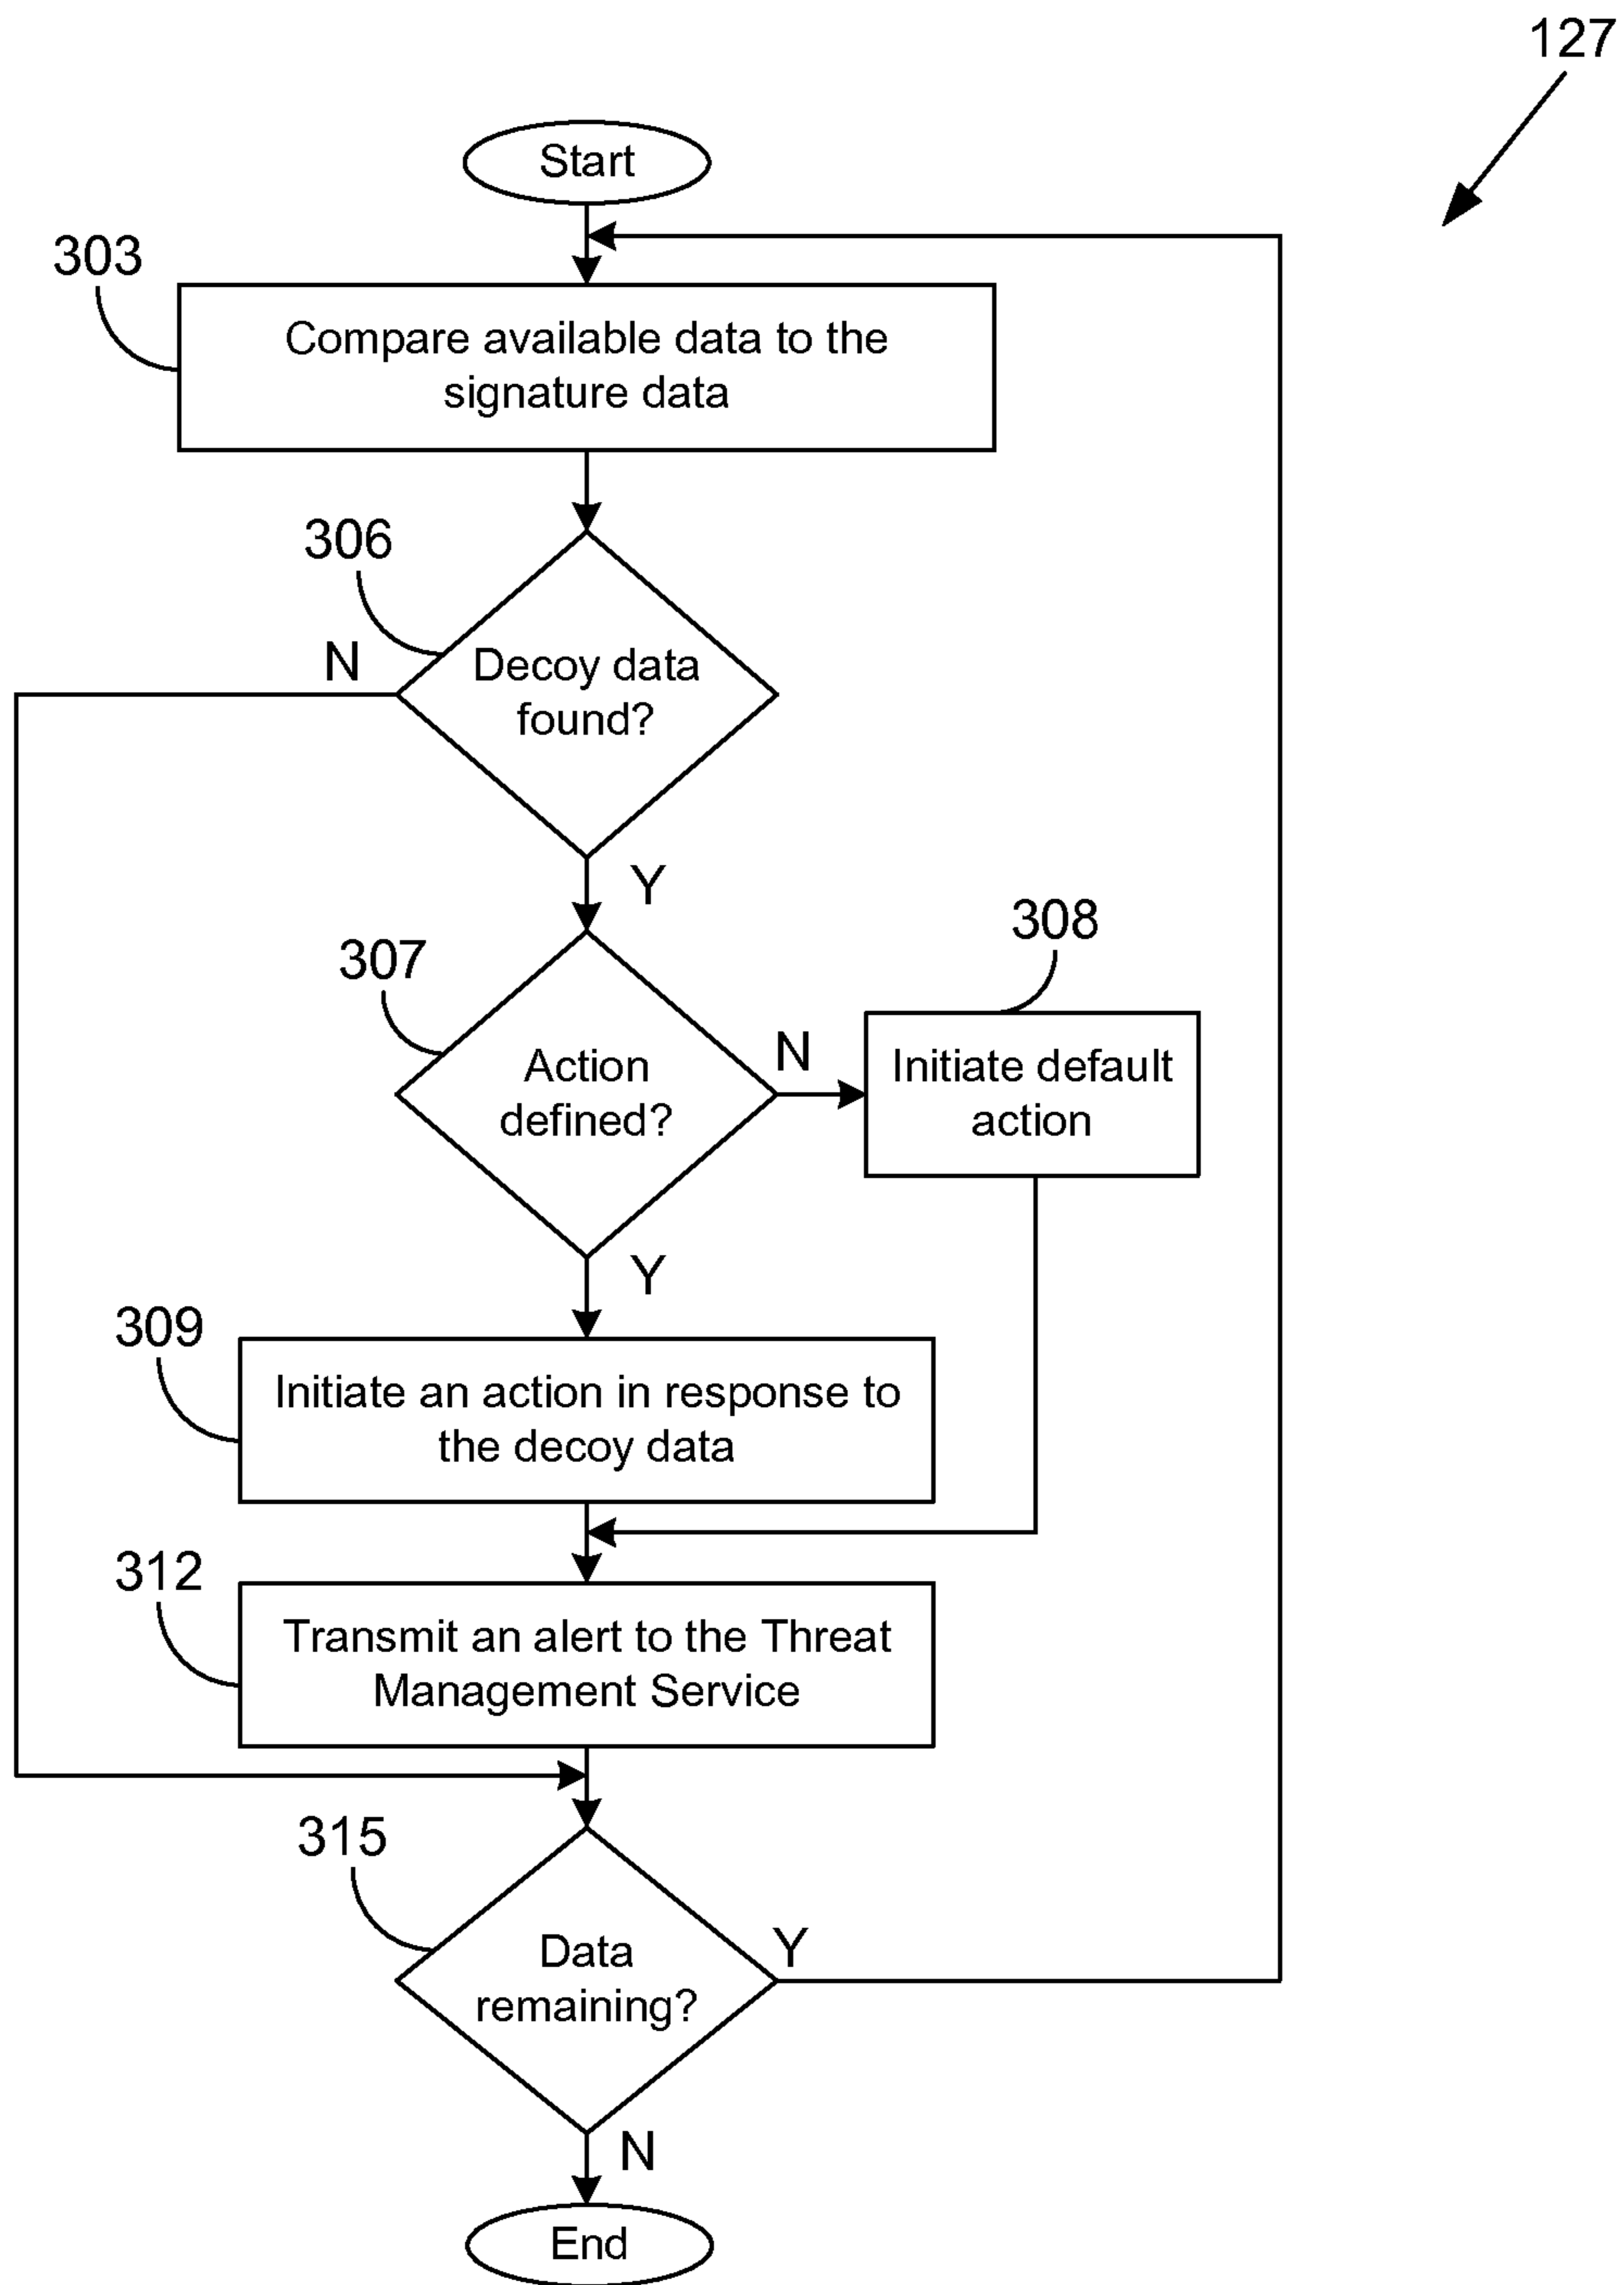 127
Start
303
Compare available data to the
signature data
306
N
Decoy data
found?
Y
307
308
Action
defined?
N
Initiate default
action
Y
309
Initiate an action in response to
the decoy data
312
Transmit an alert to the Threat
Management Service
315
Data
remaining?
Y
N
End